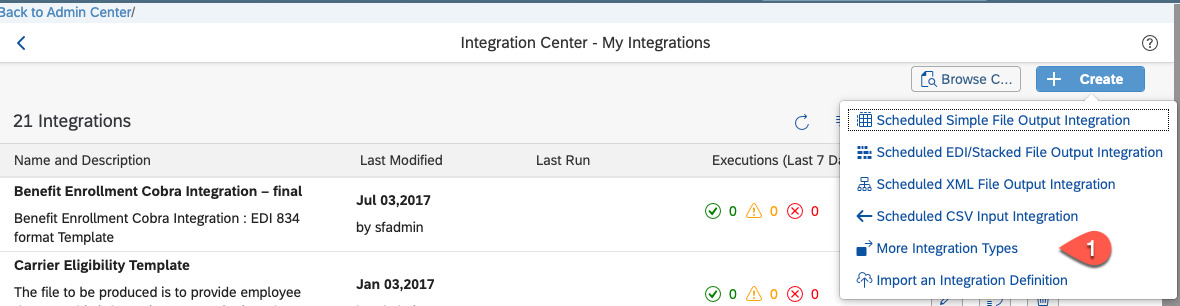 Back to Admin Center/
Integration Center - My Integrations
Browse C...
Create
21 Integrations
Scheduled Simple File Output Integration
Scheduled EDI/Stacked File Output Integration
Scheduled XML File Output Integration
Scheduled CSV Input Integration
More Integration Types
1
Import an Integration Definition
Name and Description Last Modified Last Run Executions (Last 7 Da
Benefit Enrollment Cobra Integration – final
Benefit Enrollment Cobra Integration : EDI 834
format Template
Jul 03,2017
by sfadmin
0 0 0
Carrier Eligibility Template
The file to be produced is to provide employee
Jan 03,2017
0 0 0